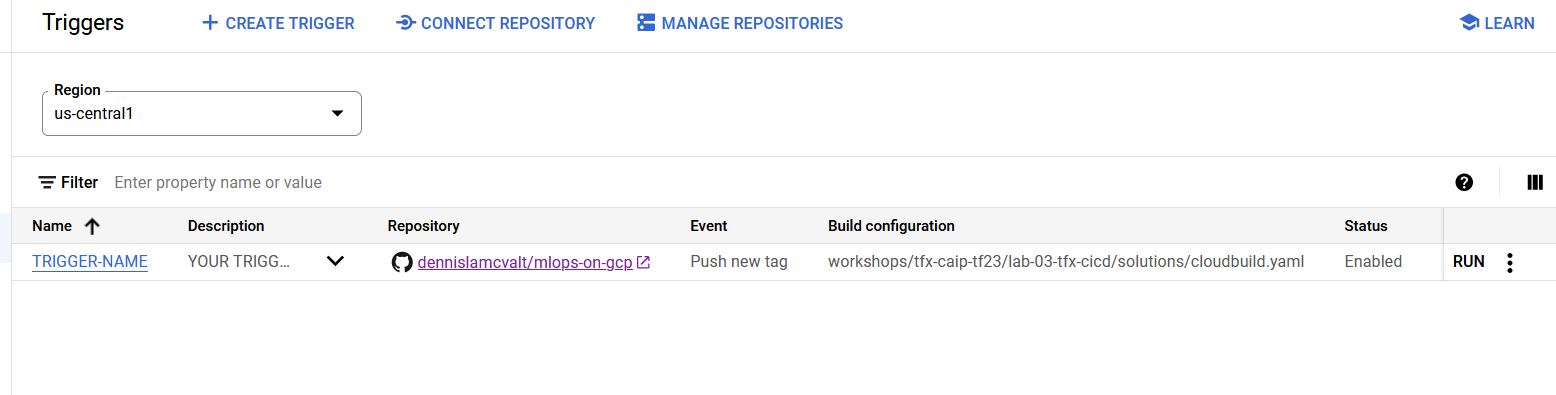 Triggers CREATE TRIGGER CONNECT REPOSITORY MANAGE REPOSITORIES LEARN
Region
us-central1
Filter Enter property name or value
Name Description Repository Event Build configuration Status
TRIGGER-NAME YOUR TRIGG... dennislamcvalt/mlops-on-gcp Push new tag workshops/tfx-caip-tf23/lab-03-tfx-cicd/solutions/cloudbuild.yaml Enabled RUN